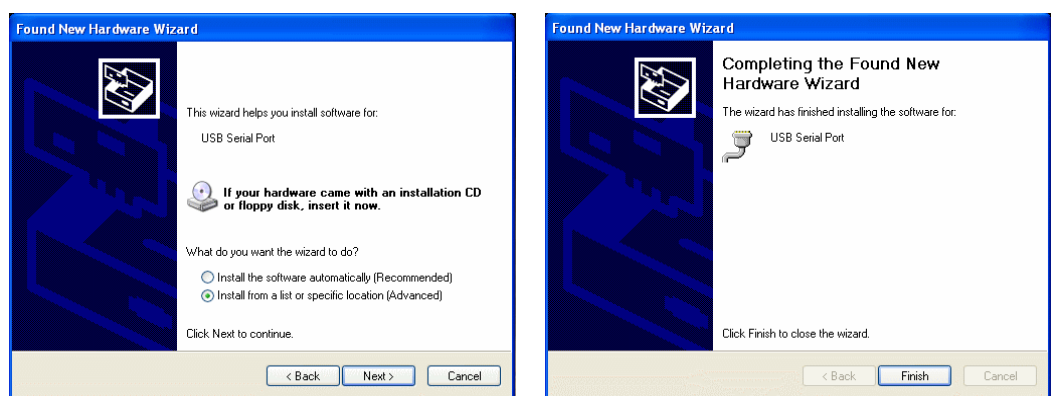 Found New Hardware Wizard
This wizard helps you install software for:
USB Serial Port
If your hardware came with an installation CD
or floppy disk, insert it now.
What do you want the wizard to do?
Install the software automatically (Recommended)
Install from a list or specific location (Advanced)
Click Next to continue.
< Back
Next >
Cancel
Found New Hardware Wizard
Completing the Found New
Hardware Wizard
The wizard has finished installing the software for:
USB Serial Port
Click Finish to close the wizard.
< Back
Finish
Cancel